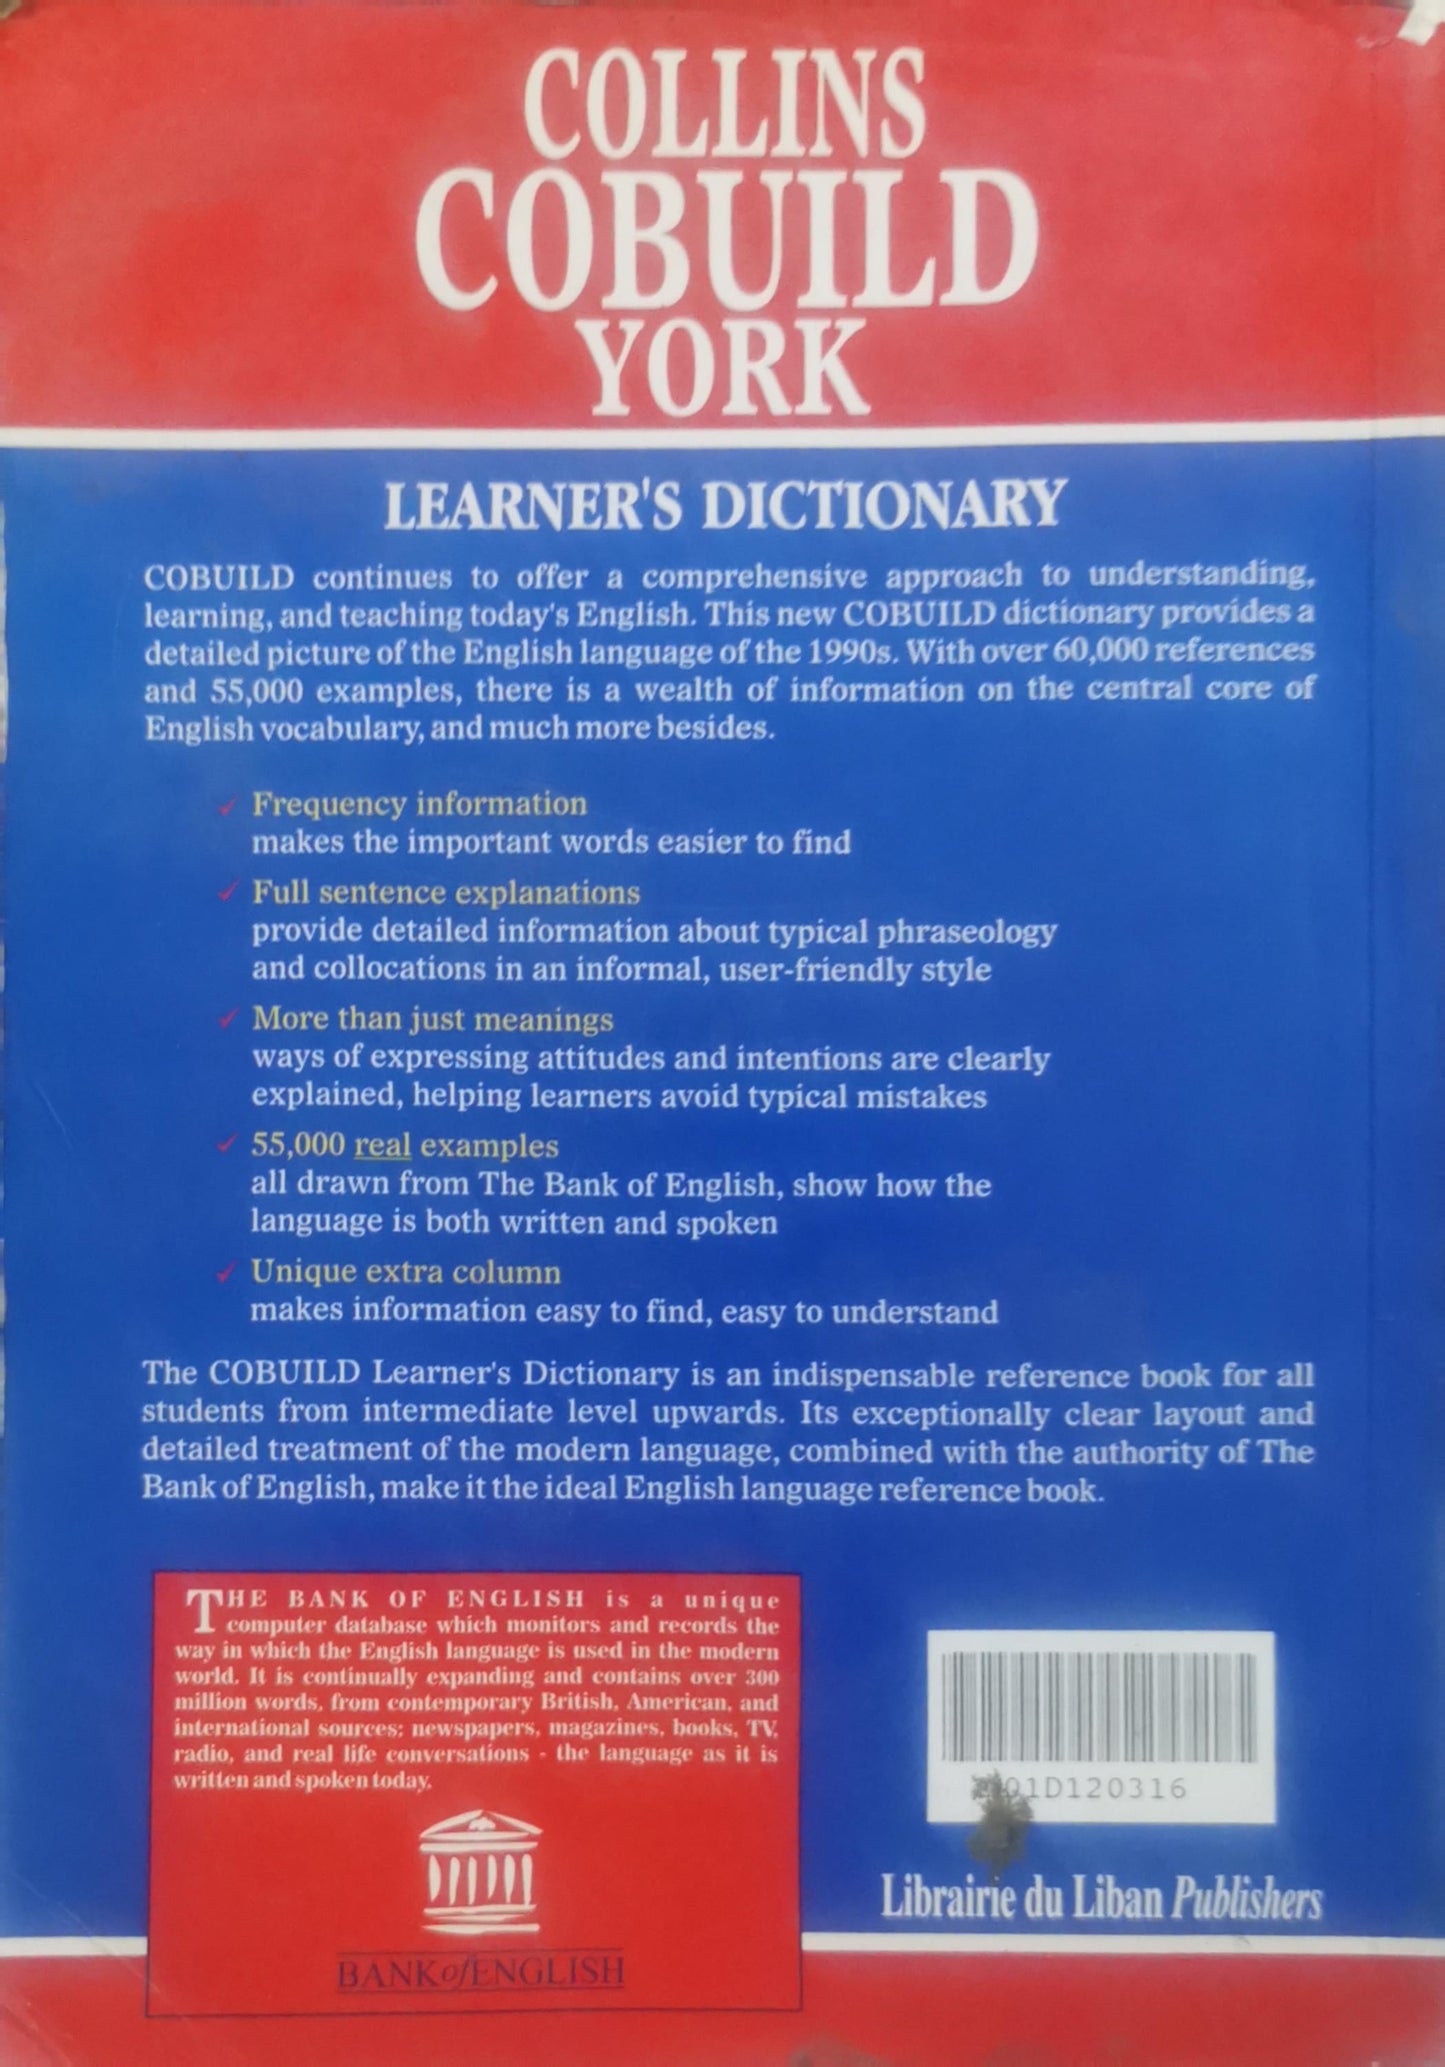 COLLINS
COBUILD
YORK
LEARNER'S DICTIONARY
COBUILD continues to offer a comprehensive approach to understanding,
learning, and teaching today's English. This new COBUILD dictionary provides a
detailed picture of the English language of the 1990s. With over 60,000 references
and 55,000 examples, there is a wealth of information on the central core of
English vocabulary, and much more besides.
✓ Frequency information
makes the important words easier to find
✓ Full sentence explanations
provide detailed information about typical phraseology
and collocations in an informal, user-friendly style
✓ More than just meanings
ways of expressing attitudes and intentions are clearly
explained, helping learners avoid typical mistakes
✓ 55,000 real examples
all drawn from The Bank of English, show how the
language is both written and spoken
✓ Unique extra column
makes information easy to find, easy to understand
The COBUILD Learner's Dictionary is an indispensable reference book for all
students from intermediate level upwards. Its exceptionally clear layout and
detailed treatment of the modern language, combined with the authority of The
Bank of English, make it the ideal English language reference book.
THE BANK OF ENGLISH is a unique
computer database which monitors and records the
way in which the English language is used in the modern
world. It is continually expanding and contains over 300
million words, from contemporary British, American, and
international sources; newspapers, magazines, books, TV,
radio, and real life conversations - the language as it is
written and spoken today.
BANK of ENGLISH
01D120316
Librairie du Liban Publishers